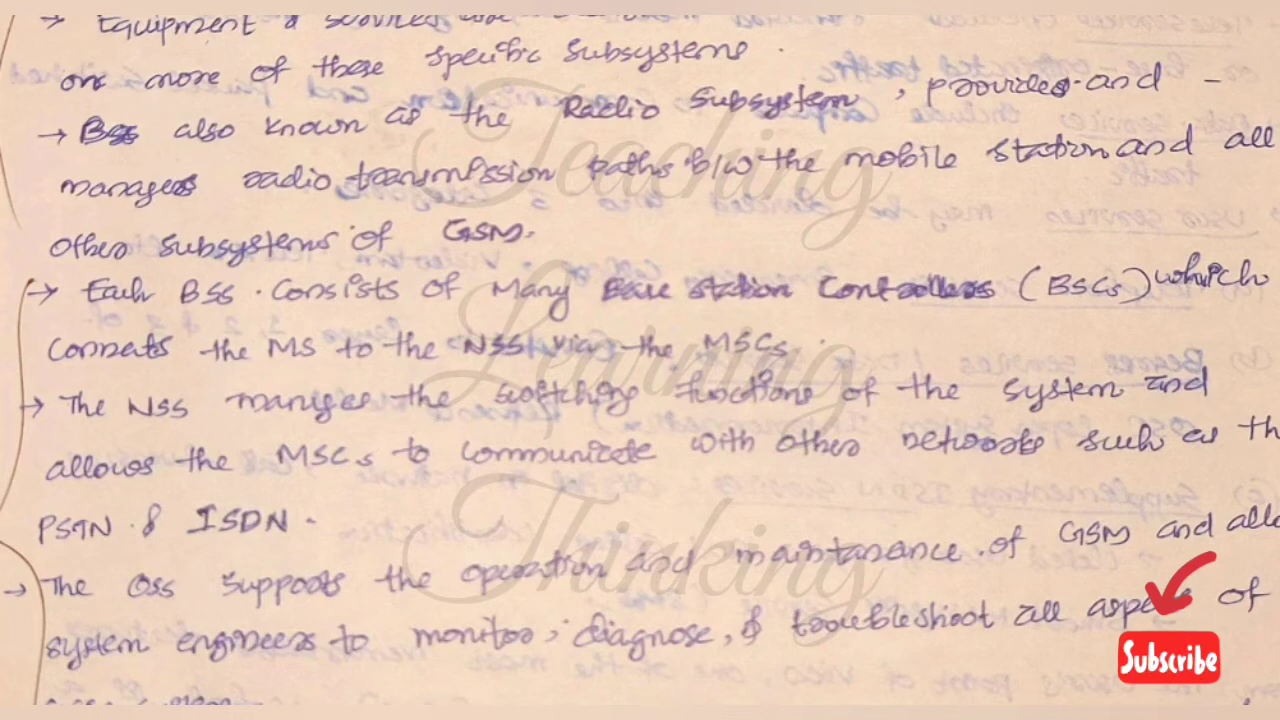 → Equipment & services
one more of these specific subsystems.
→ BSS also known as the Radio Subsystem, provides and -
manages radio transmission paths b/w the mobile station and all
other subsystems of GSM.
→ Each BSS. Consists of Many Base station Controllers (BSCs) which
Connects the MS to the NSS via the MSCs.
→ The NSS manages the switching functions of the system and
allows the MSCs to communicate with other networks such as th
PSTN & ISDN.
→ The OSS supports the operation and maintanance of GSM and allo
system engineers to monitor, diagnose, & troubleshoot all aspe of
Teaching
Learning
Thinking
Subscribe